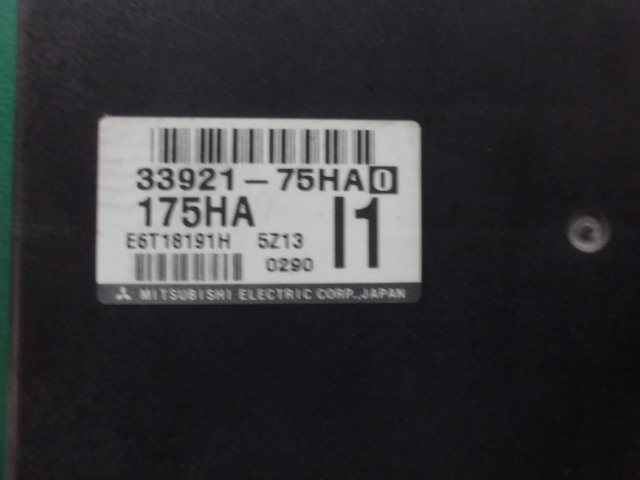 33921-75HA0
175HA I1
E6T18191H 5Z13
0290
MITSUBISHI ELECTRIC CORP., JAPAN